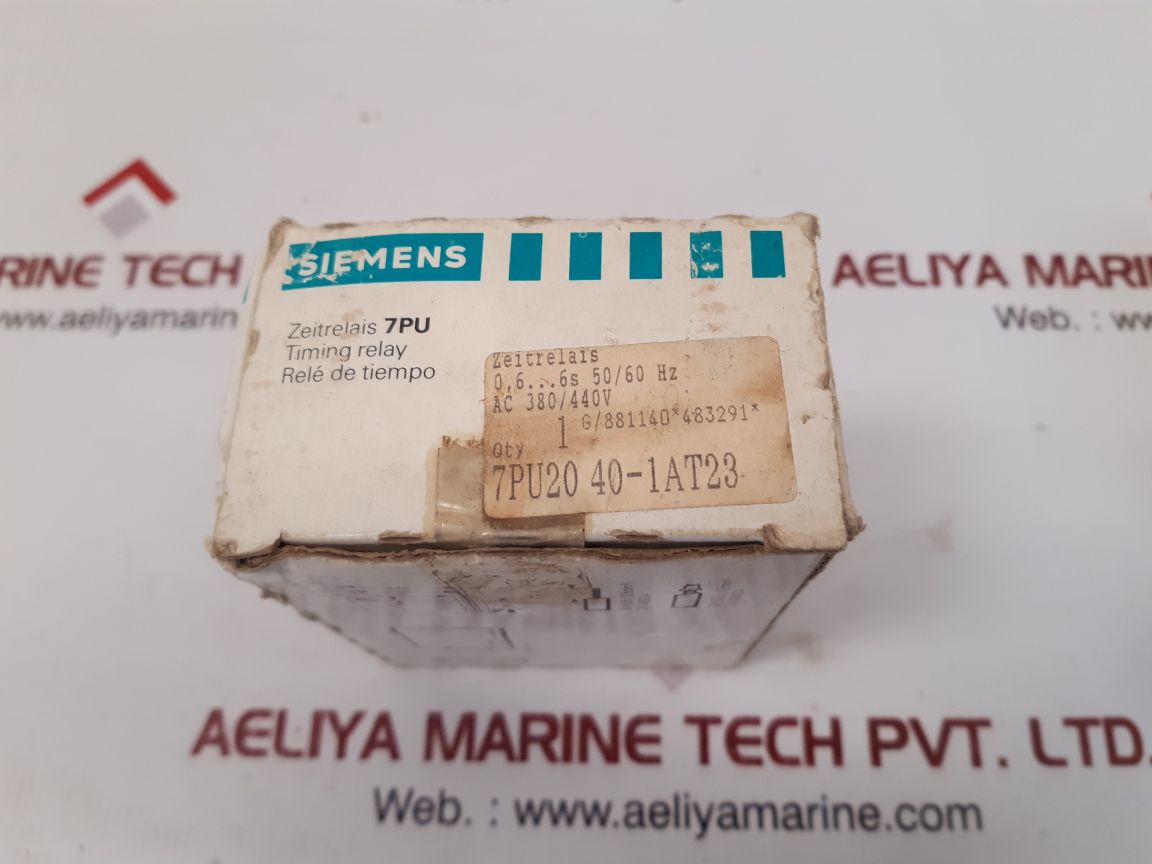 RINE TECH
www.aeliyamarin
AELIYA MARIN
Web. : ww
SIEMENS
Zeitrelais 7PU
Timing relay
Relé de tiempo
Zeitrelais
0,6...6s 50/60 Hz
AC 380/440V
1 G/881140*483291*
Qty
7PU20 40-1AT23
AELIYA MARINE TECH PVT. LTD.
Web. : www.aeliyamarine.com